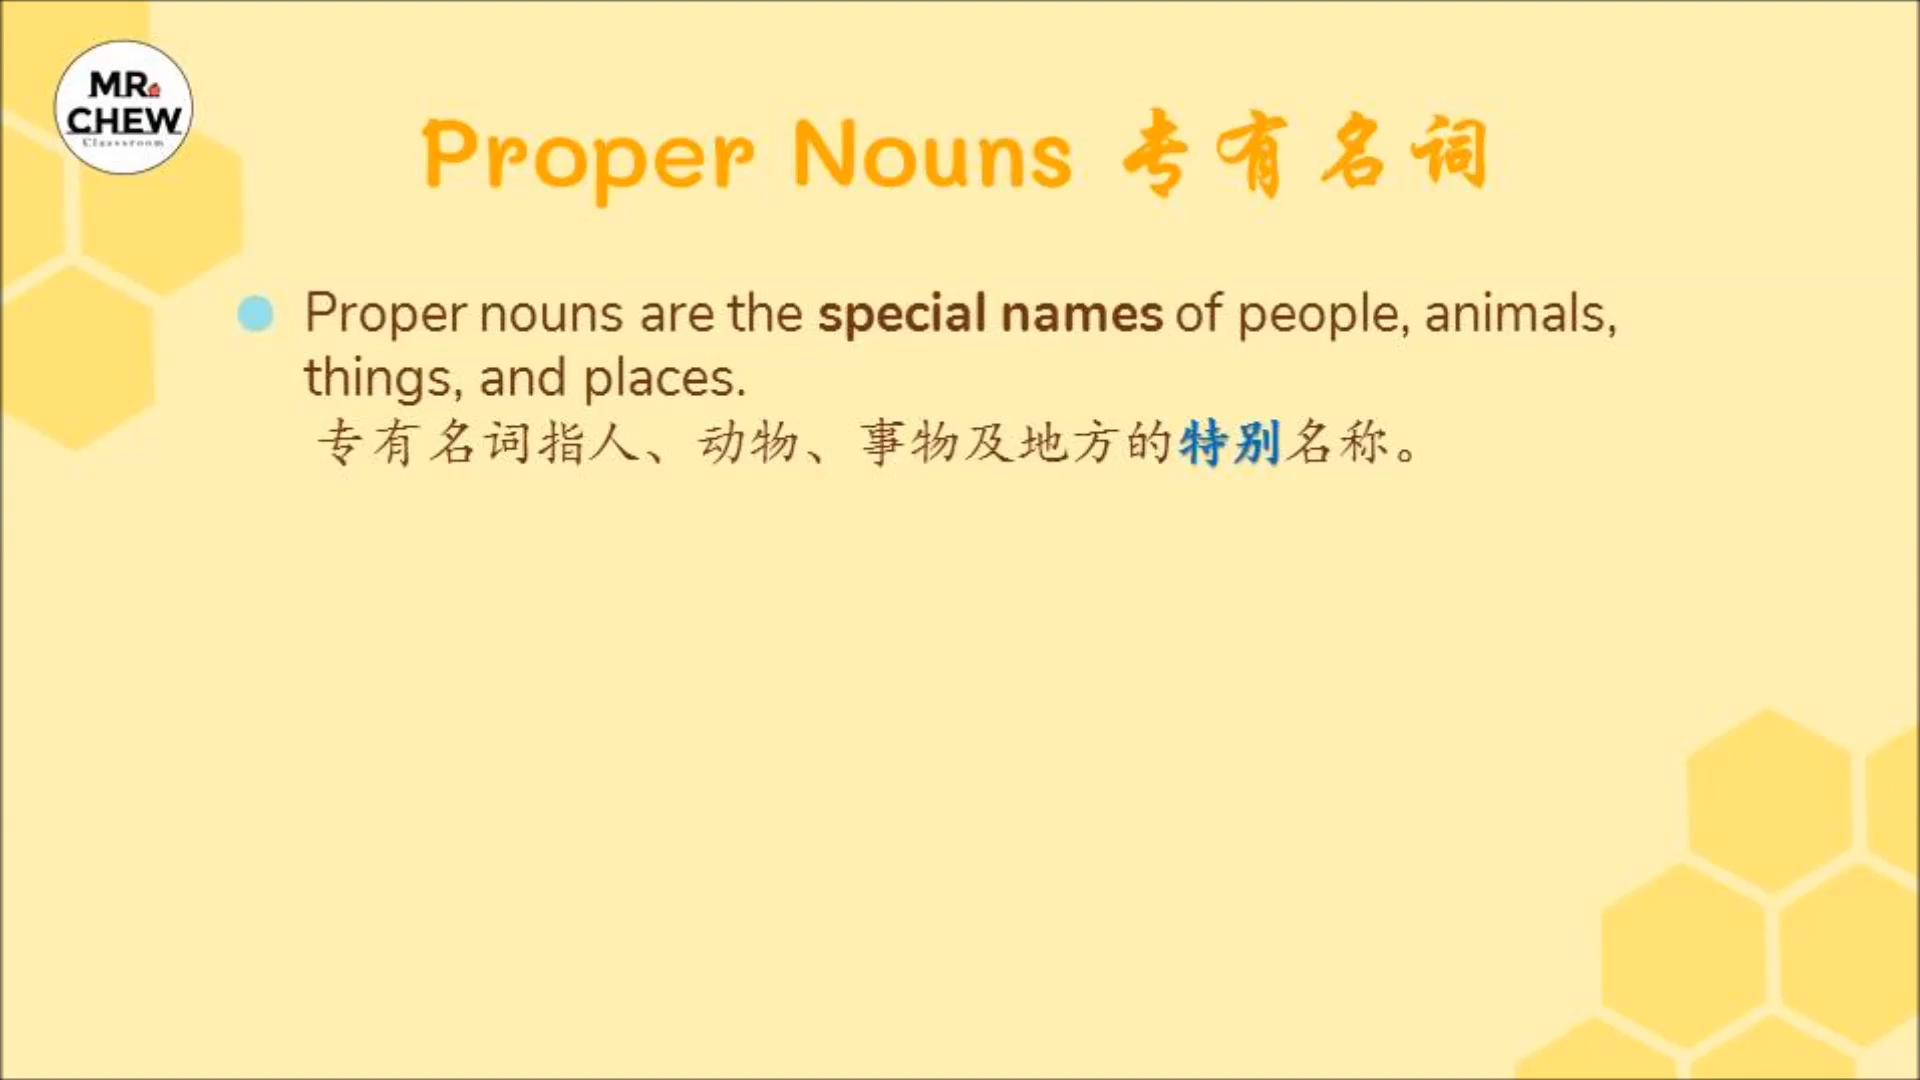 MR.
CHEW
Classroom
Proper Nouns 专有名词
Proper nouns are the special names of people, animals,
things, and places.
专有名词指人、动物、事物及地方的特别名称。